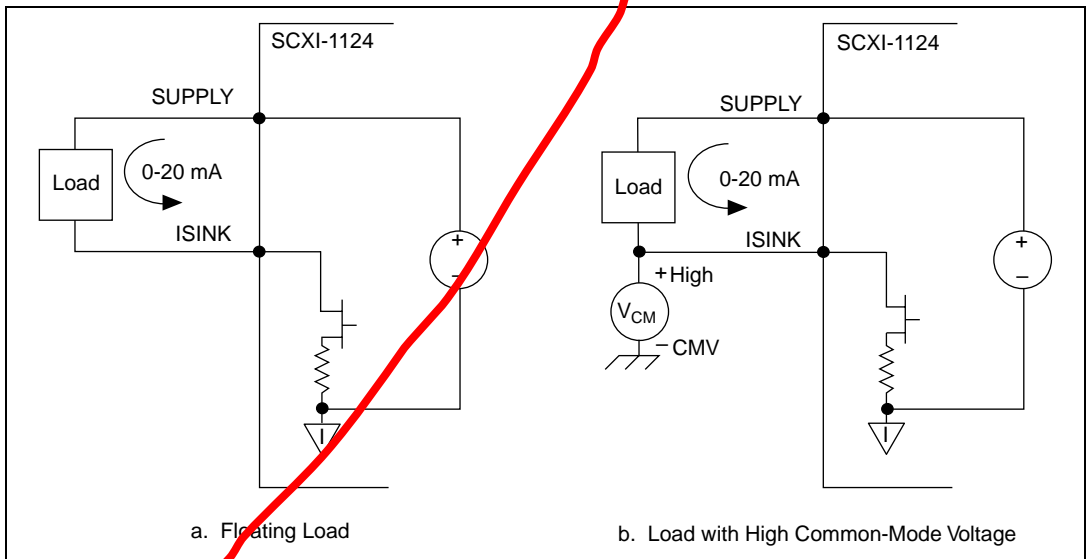 SCXI-1124
SUPPLY
Load
0-20 mA
ISINK
+
−
I
a. Floating Load
SCXI-1124
SUPPLY
Load
0-20 mA
ISINK
+High
VCM
− CMV
+
−
I
b. Load with High Common-Mode Voltage